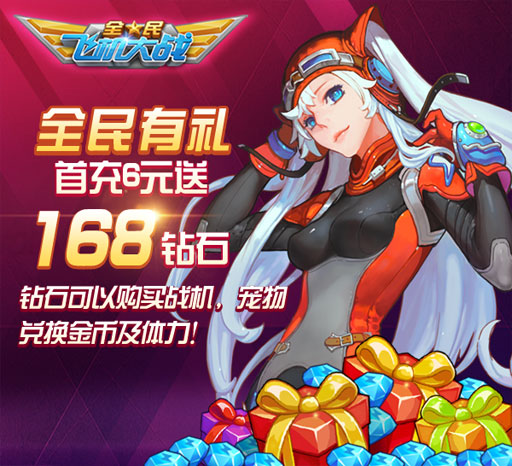 全民
飞机大战
全民有礼
首充6元送
168钻石
钻石可以购买战机，宠物
兑换金币及体力！